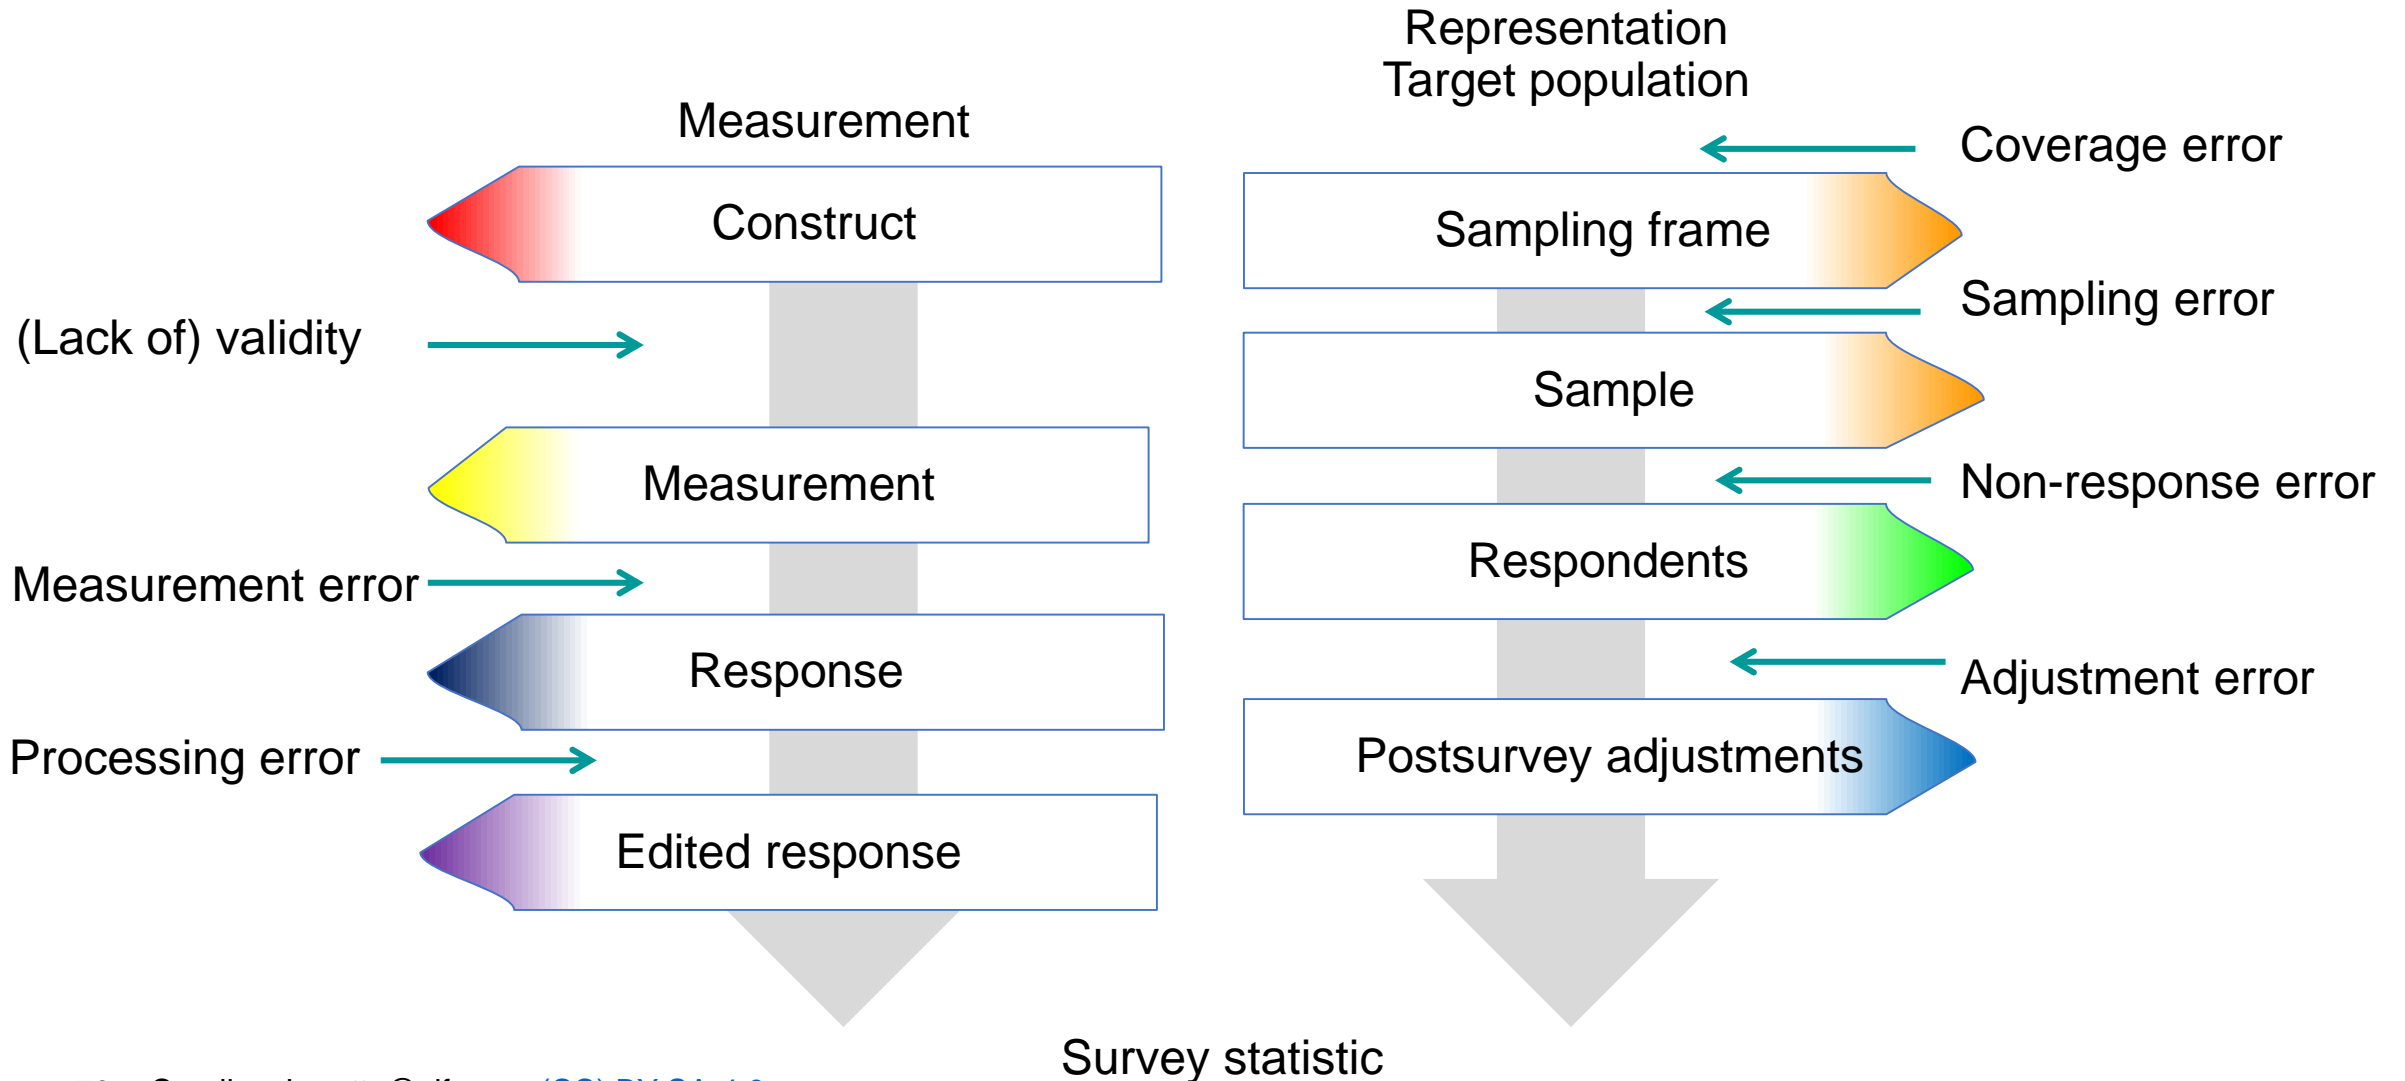 Representation
Target population
Measurement
Coverage error
Construct
Sampling frame
Sampling error
(Lack of) validity
Sample
Measurement
Non-response error
Measurement error
Respondents
Response
Adjustment error
Processing error
Postsurvey adjustments
Edited response
Survey statistic